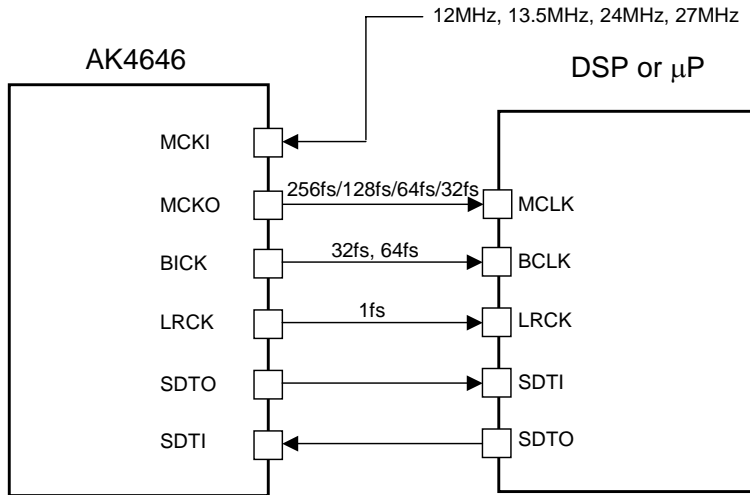 12MHz, 13.5MHz, 24MHz, 27MHz
AK4646
DSP or μP
MCKI
MCKO
256fs/128fs/64fs/32fs
MCLK
BICK
32fs, 64fs
BCLK
LRCK
1fs
LRCK
SDTO
SDTI
SDTI
SDTO